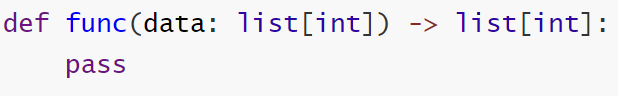 def func(data: list[int]) -> list[int]:
    pass